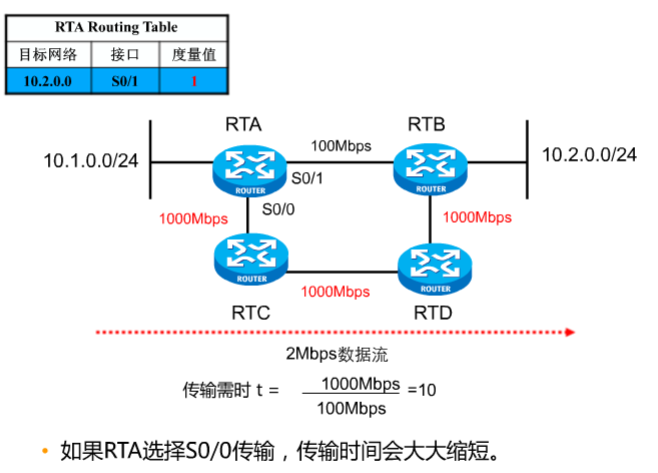 RTA Routing Table
目标网络 接口 度量值
10.2.0.0 S0/1 1
RTA RTB
100Mbps
10.1.0.0/24 10.2.0.0/24
ROUTER S0/1 ROUTER
1000Mbps S0/0 1000Mbps
ROUTER ROUTER
1000Mbps
RTC RTD
2Mbps数据流
传输需时 t = 1000Mbps =10
100Mbps
• 如果RTA选择S0/0传输，传输时间会大大缩短。